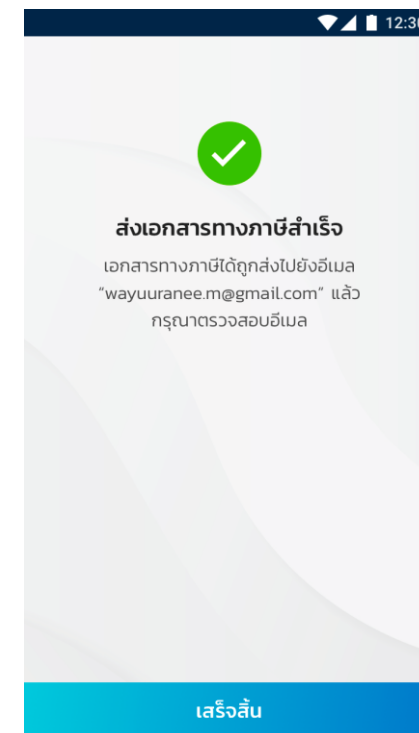 12:30
ส่งเอกสารทางภาษีสำเร็จ
เอกสารทางภาษีได้ถูกส่งไปยังอีเมล
“wayuuranee.m@gmail.com” แล้ว
กรุณาตรวจสอบอีเมล
เสร็จสิ้น